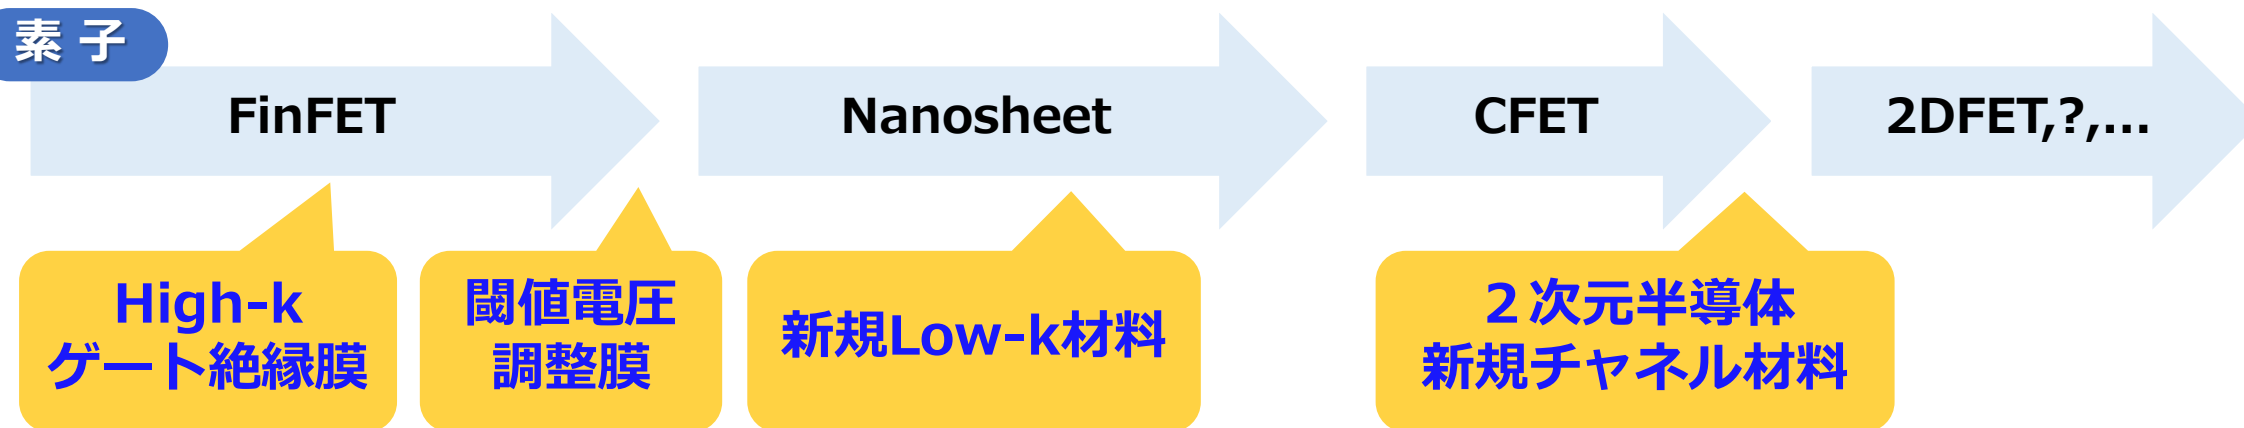 素 子
FinFET
Nanosheet
CFET
2DFET,?,...
High-k
ゲート絶縁膜
閾値電圧
調整膜
新規Low-k材料
２次元半導体
新規チャネル材料